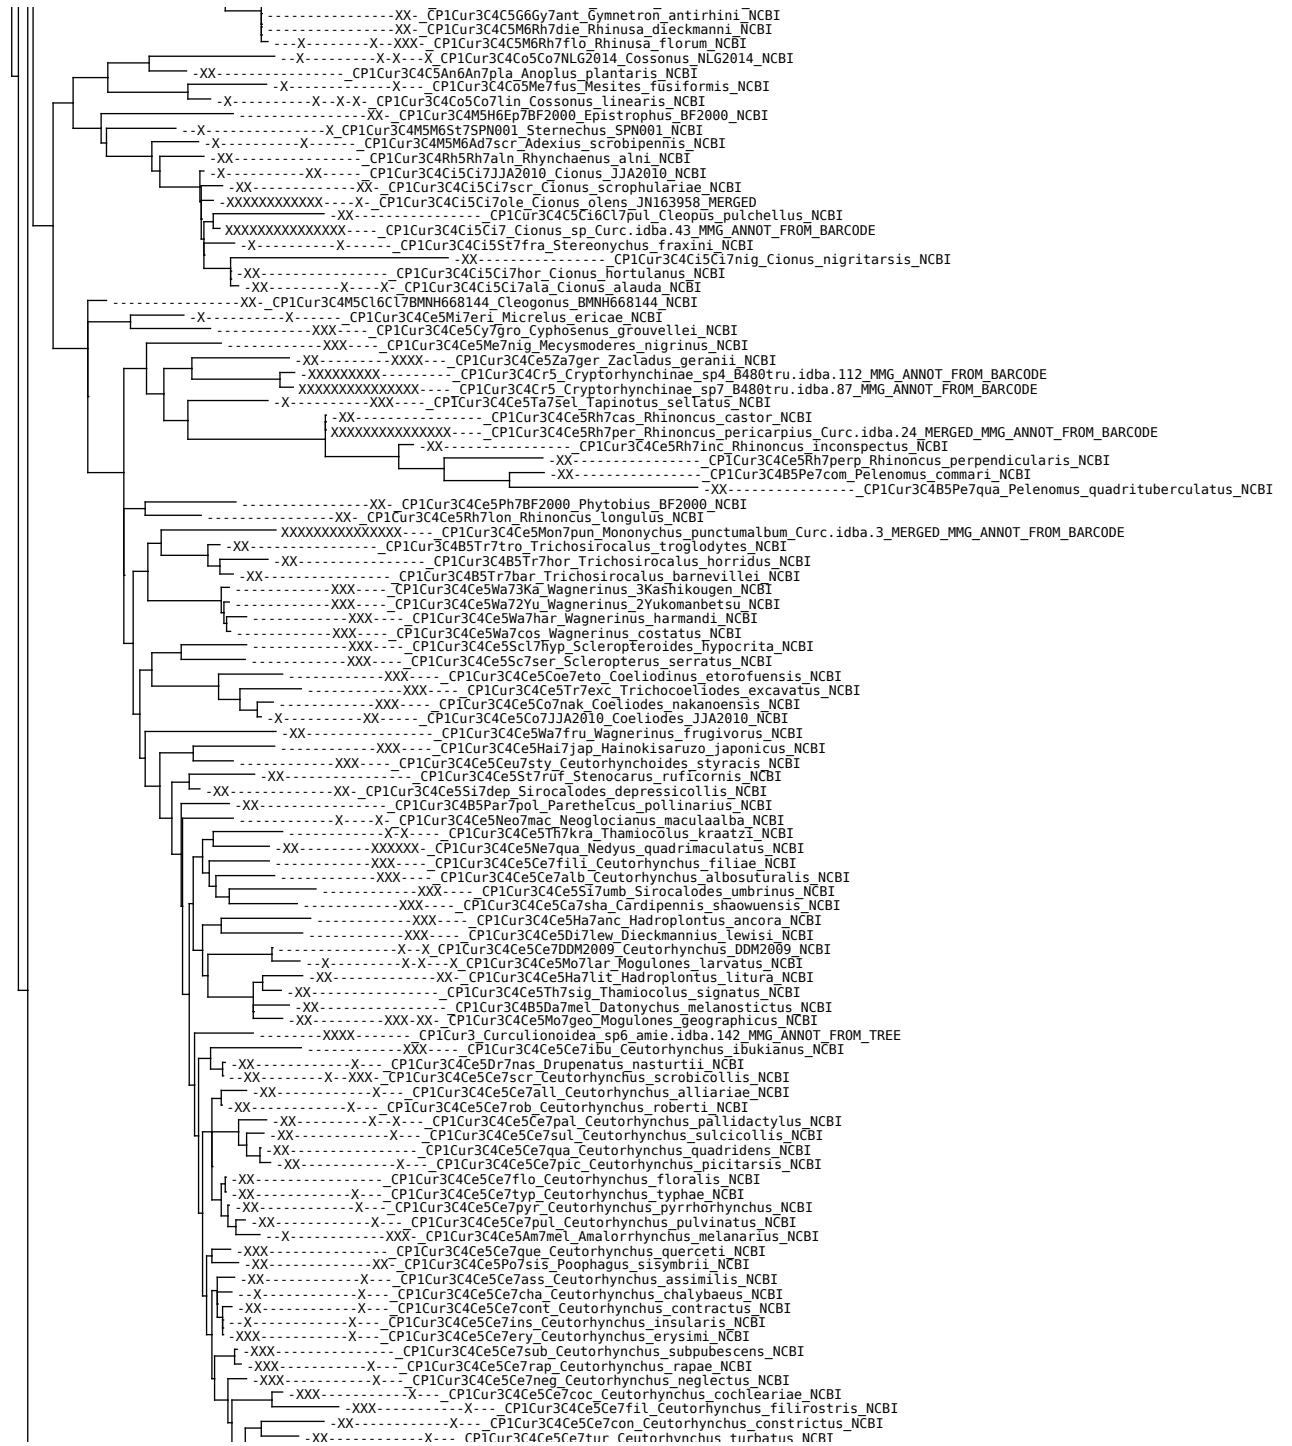 ---------------XX-_CP1Cur3C4C5G6Gy7ant_Gymnetron_antirhini_NCBI
---------------XX-_CP1Cur3C4C5M6Rh7die_Rhinusa_dieckmanni_NCBI
---X--------X--XXX-_CP1Cur3C4C5M6Rh7flo_Rhinusa_florum_NCBI
--X---------X-X---X_CP1Cur3C4Co5Co7NLG2014_Cossonus_NLG2014_NCBI
-XX---------------_CP1Cur3C4C5An6An7pla_Anoplus_plantaris_NCBI
-X------------X---_CP1Cur3C4Co5Me7fus_Mesites_fusiformis_NCBI
-X----------X--X-X-_CP1Cur3C4Co5Co7lin_Cossonus_linearis_NCBI
----------------XX-_CP1Cur3C4M5H6Ep7BF2000_Epistrophus_BF2000_NCBI
--X--------------X_CP1Cur3C4M5M6St7SPN001_Sternechus_SPN001_NCBI
-X----------X------_CP1Cur3C4M5M6Ad7scr_Adexius_scrobipennis_NCBI
-XX---------------_CP1Cur3C4Rh5Rh7aln_Rhynchaenus_alni_NCBI
-X----------XX-----_CP1Cur3C4Ci5Ci7JJA2010_Cionus_JJA2010_NCBI
-XX-------------XX-_CP1Cur3C4Ci5Ci7scr_Cionus_scrophulariae_NCBI
-XXXXXXXXXXXX----X-_CP1Cur3C4Ci5Ci7ole_Cionus_olens_JN163958_MERGED
-XX---------------_CP1Cur3C4C5Ci6Cl7pul_Cleopus_pulchellus_NCBI
XXXXXXXXXXXXXXX----_CP1Cur3C4Ci5Ci7_Cionus_sp_Curc.idba.43_MMG_ANNOT_FROM_BARCODE
-X----------X------_CP1Cur3C4Ci5St7fra_Stereonychus_fraxini_NCBI
-XX----------------_CP1Cur3C4Ci5Ci7nig_Cionus_nigritarsis_NCBI
-XX----------------_CP1Cur3C4Ci5Ci7hor_Cionus_hortulanus_NCBI
-XX---------X----X-_CP1Cur3C4Ci5Ci7ala_Cionus_alauda_NCBI
----------------XX-_CP1Cur3C4M5Cl6Cl7BMNH668144_Cleogonus_BMNH668144_NCBI
-X----------X------_CP1Cur3C4Ce5Mi7eri_Micrelus_ericae_NCBI
------------XXX----_CP1Cur3C4Ce5Cy7gro_Cyphosenus_grouvellei_NCBI
------------XXX----_CP1Cur3C4Ce5Me7nig_Mecysmoderes_nigrinus_NCBI
-XX---------XXXX---_CP1Cur3C4Ce5Za7ger_Zacladus_geranii_NCBI
-XXXXXXXXX---------_CP1Cur3C4Cr5_Cryptorhynchinae_sp4_B480tru.idba.112_MMG_ANNOT_FROM_BARCODE
XXXXXXXXXXXXXXX----_CP1Cur3C4Cr5_Cryptorhynchinae_sp7_B480tru.idba.87_MMG_ANNOT_FROM_BARCODE
-X----------XXX----_CP1Cur3C4Ce5Ta7sel_Tapinotus_sellatus_NCBI
-XX----------------_CP1Cur3C4Ce5Rh7cas_Rhinoncus_castor_NCBI
XXXXXXXXXXXXXXX----_CP1Cur3C4Ce5Rh7per_Rhinoncus_pericarpius_Curc.idba.24_MERGED_MMG_ANNOT_FROM_BARCODE
-XX----------------_CP1Cur3C4Ce5Rh7inc_Rhinoncus_inconspectus_NCBI
-XX----------------_CP1Cur3C4Ce5Rh7perp_Rhinoncus_perpendicularis_NCBI
-XX----------------_CP1Cur3C4B5Pe7com_Pelenomus_commari_NCBI
-XX----------------_CP1Cur3C4B5Pe7qua_Pelenomus_quadrituberculatus_NCBI
----------------XX-_CP1Cur3C4Ce5Ph7BF2000_Phytobius_BF2000_NCBI
----------------XX-_CP1Cur3C4Ce5Rh7lon_Rhinoncus_longulus_NCBI
XXXXXXXXXXXXXXX----_CP1Cur3C4Ce5Mon7pun_Mononychus_punctumalbum_Curc.idba.3_MERGED_MMG_ANNOT_FROM_BARCODE
-XX----------------_CP1Cur3C4B5Tr7tro_Trichosirocalus_troglodytes_NCBI
-XX----------------_CP1Cur3C4B5Tr7hor_Trichosirocalus_horridus_NCBI
-XX----------------_CP1Cur3C4B5Tr7bar_Trichosirocalus_barnevillei_NCBI
------------XXX----_CP1Cur3C4Ce5Wa73Ka_Wagnerinus_3Kashikougen_NCBI
------------XXX----_CP1Cur3C4Ce5Wa72Yu_Wagnerinus_2Yukomanbetsu_NCBI
------------XXX----_CP1Cur3C4Ce5Wa7har_Wagnerinus_harmandi_NCBI
------------XXX----_CP1Cur3C4Ce5Wa7cos_Wagnerinus_costatus_NCBI
------------XXX----_CP1Cur3C4Ce5Scl7hyp_Scleropteroides_hypocrita_NCBI
------------XXX----_CP1Cur3C4Ce5Sc7ser_Scleropterus_serratus_NCBI
------------XXX----_CP1Cur3C4Ce5Coe7eto_Coeliodinus_etorofuensis_NCBI
------------XXX----_CP1Cur3C4Ce5Tr7exc_Trichocoeliodes_excavatus_NCBI
------------XXX----_CP1Cur3C4Ce5Co7nak_Coeliodes_nakanoensis_NCBI
-X----------XX-----_CP1Cur3C4Ce5Co7JJA2010_Coeliodes_JJA2010_NCBI
-XX----------------_CP1Cur3C4Ce5Wa7fru_Wagnerinus_frugivorus_NCBI
------------XXX----_CP1Cur3C4Ce5Hai7jap_Hainokisaruzo_japonicus_NCBI
------------XXX----_CP1Cur3C4Ce5Ceu7sty_Ceutorhynchoides_styracis_NCBI
-XX----------------_CP1Cur3C4Ce5St7ruf_Stenocarus_ruficornis_NCBI
-XX-------------XX-_CP1Cur3C4Ce5Si7dep_Sirocalodes_depressicollis_NCBI
-XX----------------_CP1Cur3C4B5Par7pol_Parethelcus_pollinarius_NCBI
------------X----X-_CP1Cur3C4Ce5Neo7mac_Neoglocianus_maculaalba_NCBI
------------X-X----_CP1Cur3C4Ce5Th7kra_Thamiocolus_kraatzi_NCBI
-XX---------XXXXXX-_CP1Cur3C4Ce5Ne7qua_Nedyus_quadrimaculatus_NCBI
------------XXX----_CP1Cur3C4Ce5Ce7fili_Ceutorhynchus_filiae_NCBI
------------XXX----_CP1Cur3C4Ce5Ce7alb_Ceutorhynchus_albosuturalis_NCBI
------------XXX----_CP1Cur3C4Ce5Si7umb_Sirocalodes_umbrinus_NCBI
------------XXX----_CP1Cur3C4Ce5Ca7sha_Cardipennis_shaowuensis_NCBI
------------XXX----_CP1Cur3C4Ce5Ha7anc_Hadroplontus_ancora_NCBI
------------XXX----_CP1Cur3C4Ce5Di7lew_Dieckmannius_lewisi_NCBI
---------------X--X_CP1Cur3C4Ce5Ce7DDM2009_Ceutorhynchus_DDM2009_NCBI
--X---------X-X---X_CP1Cur3C4Ce5Mo7lar_Mogulones_larvatus_NCBI
-XX-------------XX-_CP1Cur3C4Ce5Ha7lit_Hadroplontus_litura_NCBI
-XX----------------_CP1Cur3C4Ce5Th7sig_Thamiocolus_signatus_NCBI
-XX----------------_CP1Cur3C4B5Da7mel_Datonychus_melanostictus_NCBI
-XX---------XXX-XX-_CP1Cur3C4Ce5Mo7geo_Mogulones_geographicus_NCBI
--------XXXX-------_CP1Cur3_Curculionoidea_sp6_amie.idba.142_MMG_ANNOT_FROM_TREE
------------XXX----_CP1Cur3C4Ce5Ce7ibu_Ceutorhynchus_ibukianus_NCBI
-XX------------X---_CP1Cur3C4Ce5Dr7nas_Drupenatus_nasturtii_NCBI
--XX--------X--XXX-_CP1Cur3C4Ce5Ce7scr_Ceutorhynchus_scrobicollis_NCBI
-XX------------X---_CP1Cur3C4Ce5Ce7all_Ceutorhynchus_alliariae_NCBI
-XX------------X---_CP1Cur3C4Ce5Ce7rob_Ceutorhynchus_roberti_NCBI
-XX---------X--X---_CP1Cur3C4Ce5Ce7pal_Ceutorhynchus_pallidactylus_NCBI
-XX------------X---_CP1Cur3C4Ce5Ce7sul_Ceutorhynchus_sulcicollis_NCBI
-XX----------------_CP1Cur3C4Ce5Ce7qua_Ceutorhynchus_quadridens_NCBI
-XX------------X---_CP1Cur3C4Ce5Ce7pic_Ceutorhynchus_picitarsis_NCBI
-XX----------------_CP1Cur3C4Ce5Ce7flo_Ceutorhynchus_floralis_NCBI
-XX------------X---_CP1Cur3C4Ce5Ce7typ_Ceutorhynchus_typhae_NCBI
-XX------------X---_CP1Cur3C4Ce5Ce7pyr_Ceutorhynchus_pyrrhorhynchus_NCBI
-XX------------X---_CP1Cur3C4Ce5Ce7pul_Ceutorhynchus_pulvinatus_NCBI
--X------------XXX-_CP1Cur3C4Ce5Am7mel_Amalorrhynchus_melanarius_NCBI
-XXX---------------_CP1Cur3C4Ce5Ce7que_Ceutorhynchus_querceti_NCBI
-XX-------------XX-_CP1Cur3C4Ce5Po7sis_Poophagus_sisymbrii_NCBI
-XX------------X---_CP1Cur3C4Ce5Ce7ass_Ceutorhynchus_assimilis_NCBI
--X------------X---_CP1Cur3C4Ce5Ce7cha_Ceutorhynchus_chalybaeus_NCBI
-XX------------X---_CP1Cur3C4Ce5Ce7cont_Ceutorhynchus_contractus_NCBI
--X------------X---_CP1Cur3C4Ce5Ce7ins_Ceutorhynchus_insularis_NCBI
-XXX-----------X---_CP1Cur3C4Ce5Ce7ery_Ceutorhynchus_erysimi_NCBI
-XXX---------------_CP1Cur3C4Ce5Ce7sub_Ceutorhynchus_subpubescens_NCBI
-XXX-----------X---_CP1Cur3C4Ce5Ce7rap_Ceutorhynchus_rapae_NCBI
-XXX-----------X---_CP1Cur3C4Ce5Ce7neg_Ceutorhynchus_neglectus_NCBI
-XXX-----------X---_CP1Cur3C4Ce5Ce7coc_Ceutorhynchus_cochleariae_NCBI
-XXX-----------X---_CP1Cur3C4Ce5Ce7fil_Ceutorhynchus_filirostris_NCBI
-XX------------X---_CP1Cur3C4Ce5Ce7con_Ceutorhynchus_constrictus_NCBI
-XX------------X---_CP1Cur3C4Ce5Ce7tur_Ceutorhynchus_turbatus_NCBI